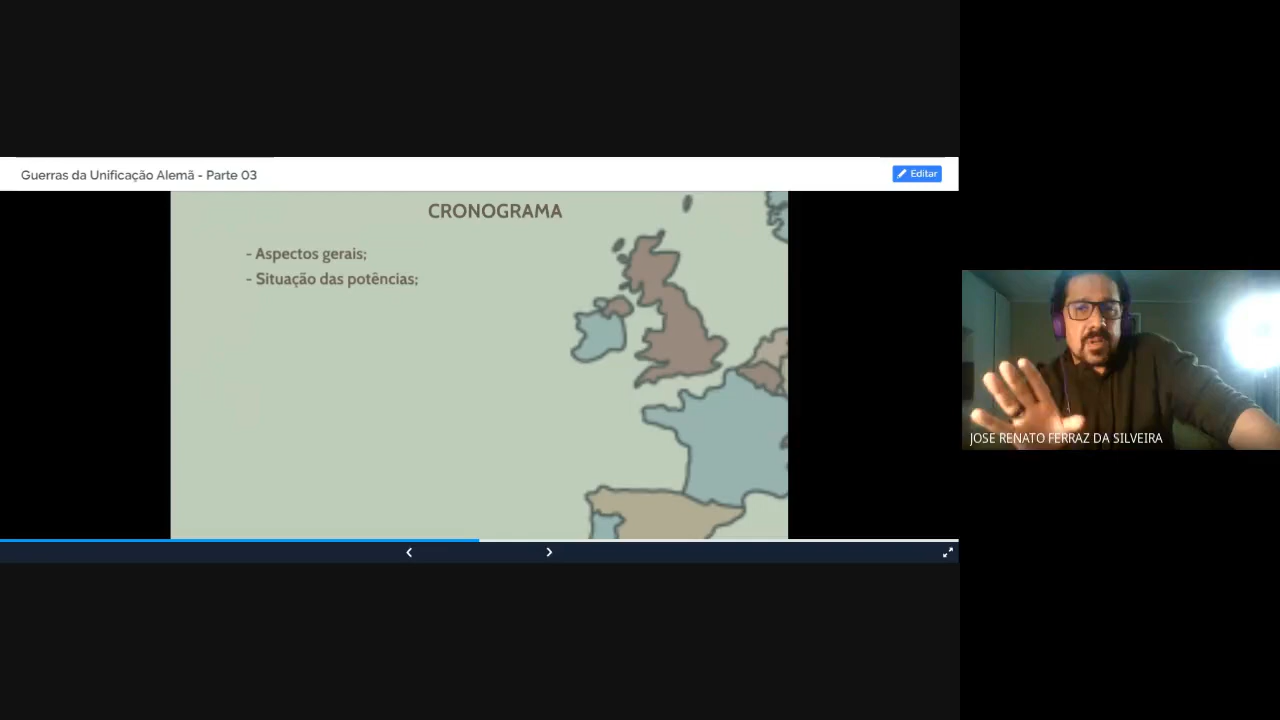 Guerras da Unificação Alemã - Parte 03
Editar
CRONOGRAMA
- Aspectos gerais;
- Situação das potências;
JOSE RENATO FERRAZ DA SILVEIRA